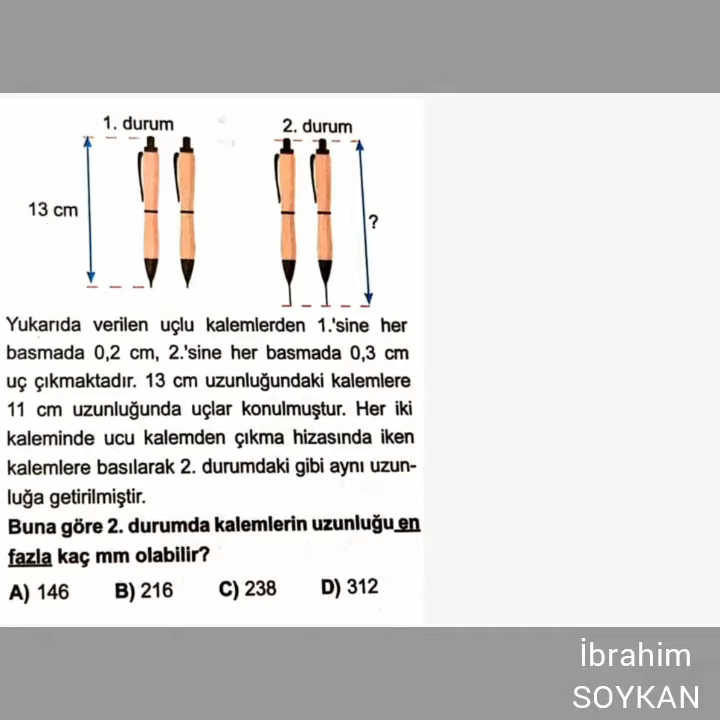 1. durum
2. durum
13 cm
?
Yukarıda verilen uçlu kalemlerden 1.'sine her
basmada 0,2 cm, 2.'sine her basmada 0,3 cm
uç çıkmaktadır. 13 cm uzunluğundaki kalemlere
11 cm uzunluğunda uçlar konulmuştur. Her iki
kaleminde ucu kalemden çıkma hizasında iken
kalemlere basılarak 2. durumdaki gibi aynı uzun-
luğa getirilmiştir.
Buna göre 2. durumda kalemlerin uzunluğu en
fazla kaç mm olabilir?
A) 146 B) 216 C) 238 D) 312
İbrahim
SOYKAN